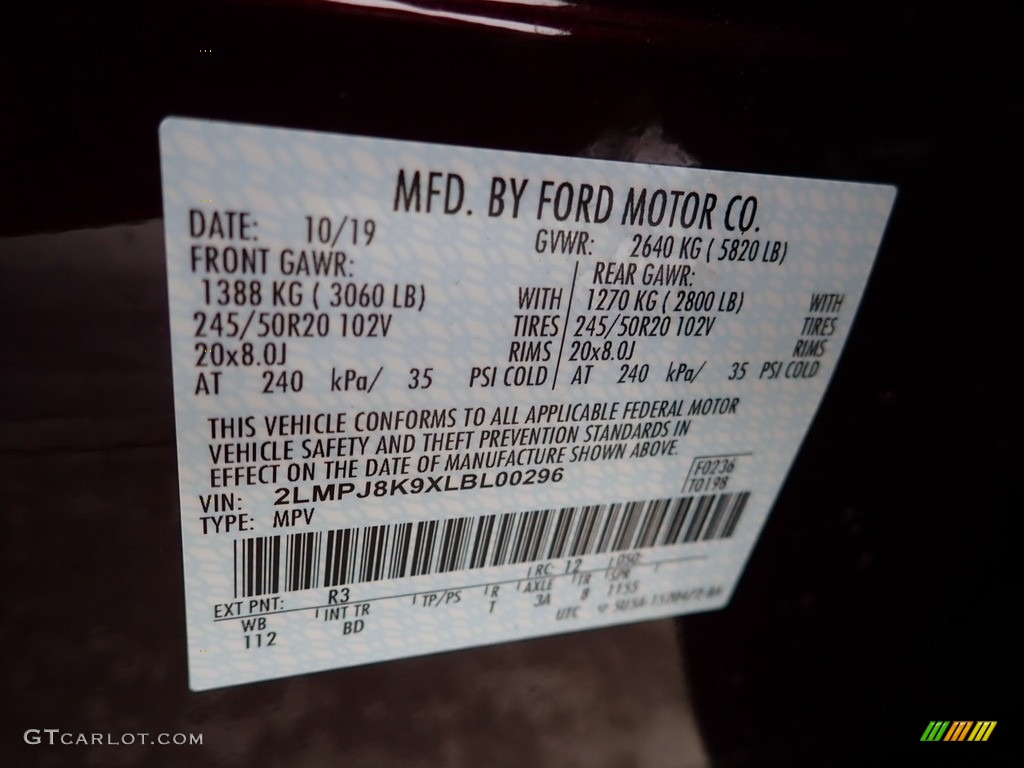 MFD. BY FORD MOTOR CO.
DATE: 10/19 GVWR: 2640 KG ( 5820 LB)
FRONT GAWR: REAR GAWR:
1388 KG ( 3060 LB) WITH 1270 KG ( 2800 LB) WITH
245/50R20 102V TIRES 245/50R20 102V TIRES
20x8.0J RIMS 20x8.0J RIMS
AT 240 kPa/ 35 PSI COLD AT 240 kPa/ 35 PSI COLD
THIS VEHICLE CONFORMS TO ALL APPLICABLE FEDERAL MOTOR
VEHICLE SAFETY AND THEFT PREVENTION STANDARDS IN
EFFECT ON THE DATE OF MANUFACTURE SHOWN ABOVE.
VIN: 2LMPJ8K9XLBL00296 F0236
TYPE: MPV T0198
EXT PNT: R3 RC: 12 DSO:
WB INT TR TP/PS R AXLE TR SPR
112 BD T 3A 8 1155
UTC
GTCARLOT.COM